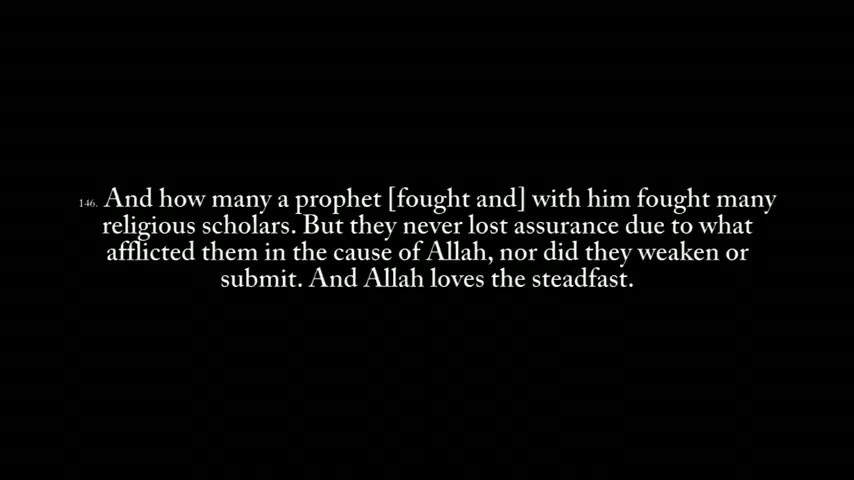 146. And how many a prophet [fought and] with him fought many
religious scholars. But they never lost assurance due to what
afflicted them in the cause of Allah, nor did they weaken or
submit. And Allah loves the steadfast.